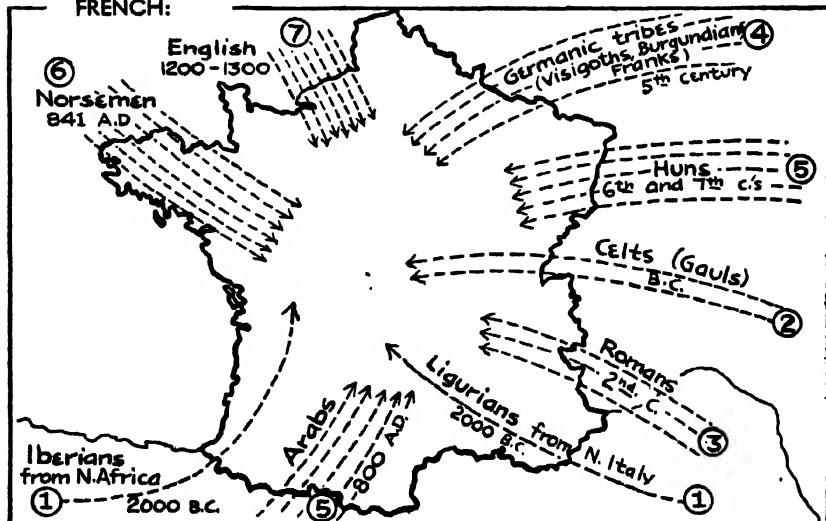 FRENCH:
⑦
English
1200-1300
⑥
Norsemen
841 A.D
Germanic tribes
(Visigoths, Burgundians
Franks)
5th century
④
Huns
6th and 7th c.'s
⑤
Celts (Gauls)
B.C.
②
Romans
2nd C.
③
Ligurians from N. Italy
2000 B.C.
①
Arabs
800 A.D.
⑤
Iberians
from N. Africa
2000 B.C.
①